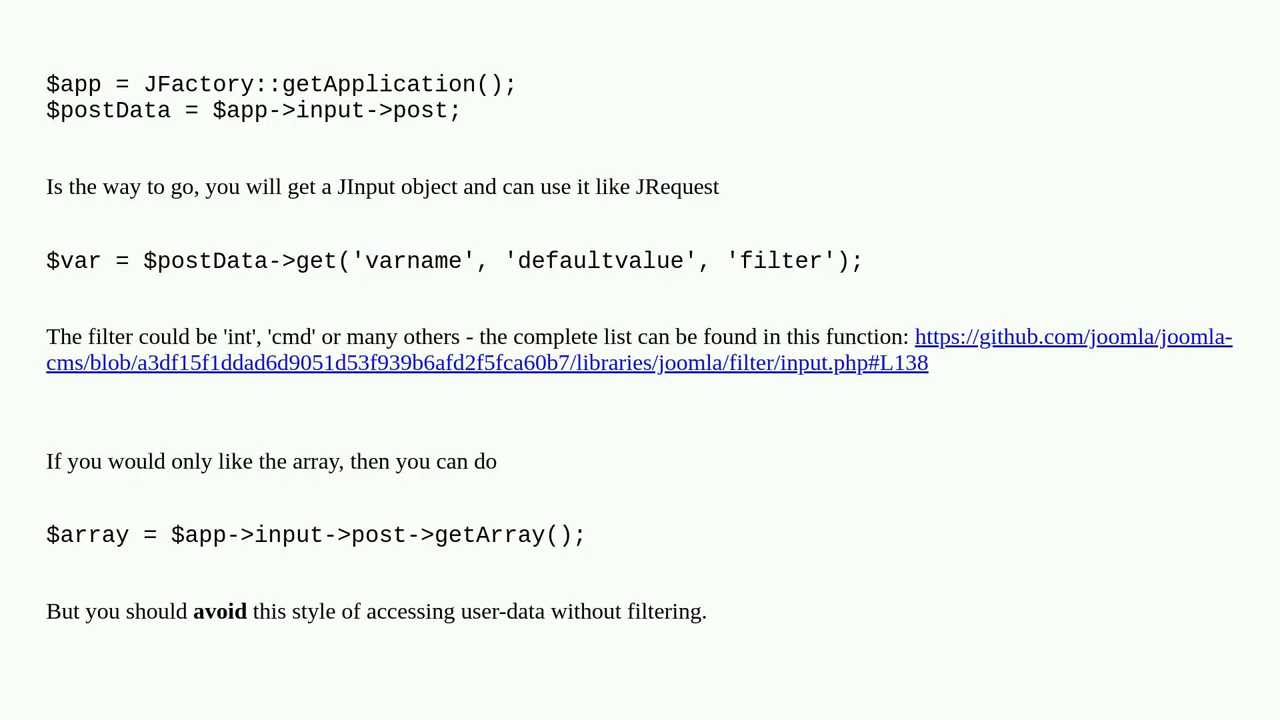 $app = JFactory::getApplication();
$postData = $app->input->post;
Is the way to go, you will get a JInput object and can use it like JRequest
$var = $postData->get('varname', 'defaultvalue', 'filter');
The filter could be 'int', 'cmd' or many others - the complete list can be found in this function: https://github.com/joomla/joomla-
cms/blob/a3df15f1ddad6d9051d53f939b6afd2f5fca60b7/libraries/joomla/filter/input.php#L138
If you would only like the array, then you can do
$array = $app->input->post->getArray();
But you should avoid this style of accessing user-data without filtering.